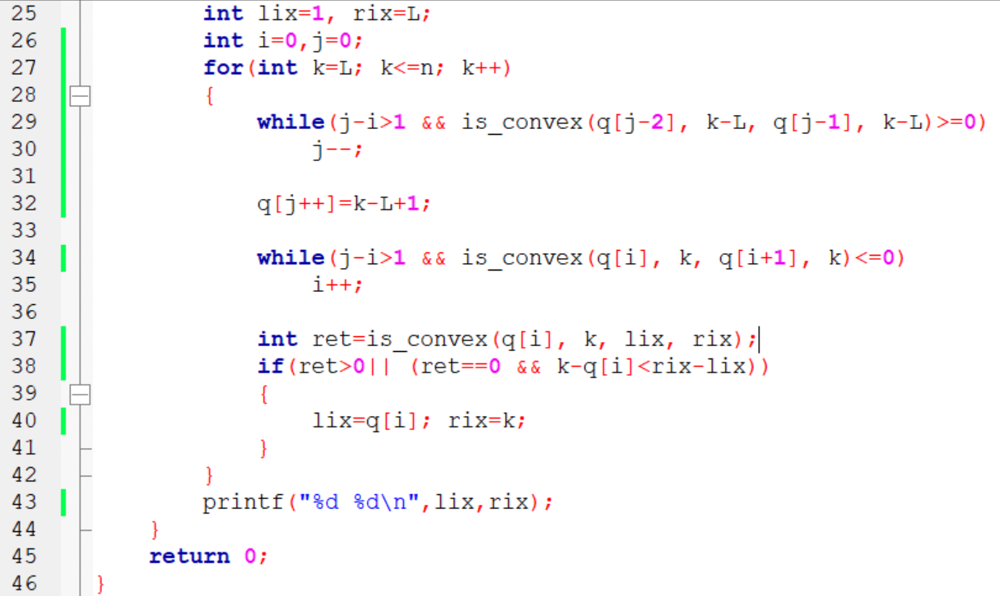 25 int lix=1, rix=L;
26 int i=0,j=0;
27 for(int k=L; k<=n; k++)
28 {
29 while(j-i>1 && is_convex(q[j-2], k-L, q[j-1], k-L)>=0)
30 j--;
31
32 q[j++]=k-L+1;
33
34 while(j-i>1 && is_convex(q[i], k, q[i+1], k)<=0)
35 i++;
36
37 int ret=is_convex(q[i], k, lix, rix);
38 if(ret>0|| (ret==0 && k-q[i]<rix-lix))
39 {
40 lix=q[i]; rix=k;
41 }
42 }
43 printf("%d %d\n",lix,rix);
44 }
45 return 0;
46 }